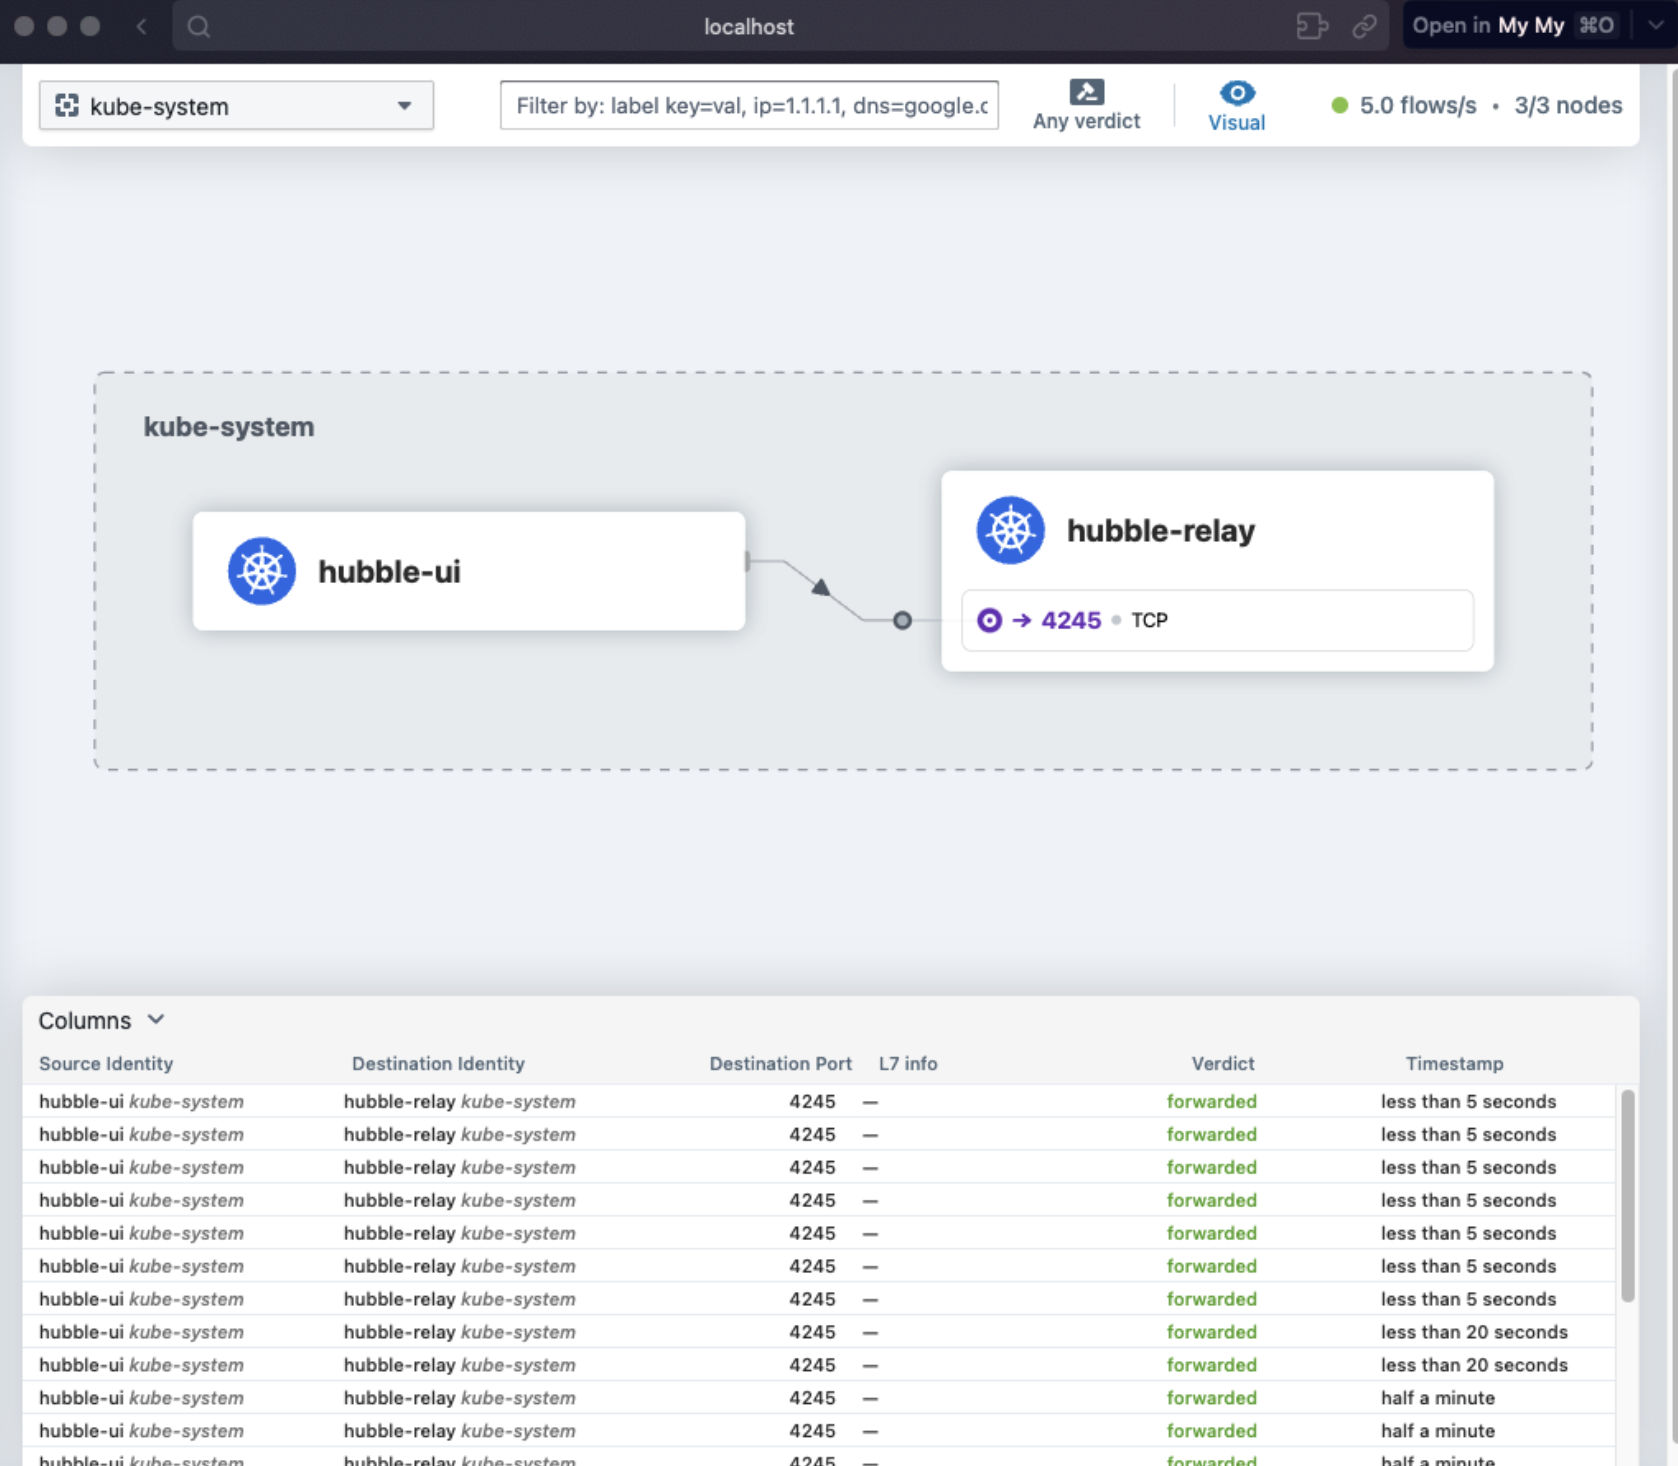 localhost
Open in My My ⌘O
kube-system
Filter by: label key=val, ip=1.1.1.1, dns=google.c
Any verdict
Visual
5.0 flows/s • 3/3 nodes
kube-system
hubble-ui
hubble-relay
→ 4245 • TCP
Columns
Source Identity Destination Identity Destination Port L7 info Verdict Timestamp
hubble-ui kube-system hubble-relay kube-system 4245 — forwarded less than 5 seconds
hubble-ui kube-system hubble-relay kube-system 4245 — forwarded less than 5 seconds
hubble-ui kube-system hubble-relay kube-system 4245 — forwarded less than 5 seconds
hubble-ui kube-system hubble-relay kube-system 4245 — forwarded less than 5 seconds
hubble-ui kube-system hubble-relay kube-system 4245 — forwarded less than 5 seconds
hubble-ui kube-system hubble-relay kube-system 4245 — forwarded less than 5 seconds
hubble-ui kube-system hubble-relay kube-system 4245 — forwarded less than 5 seconds
hubble-ui kube-system hubble-relay kube-system 4245 — forwarded less than 20 seconds
hubble-ui kube-system hubble-relay kube-system 4245 — forwarded less than 20 seconds
hubble-ui kube-system hubble-relay kube-system 4245 — forwarded half a minute
hubble-ui kube-system hubble-relay kube-system 4245 — forwarded half a minute
hubble-ui kube-system hubble-relay kube-system 4245 — forwarded half a minute